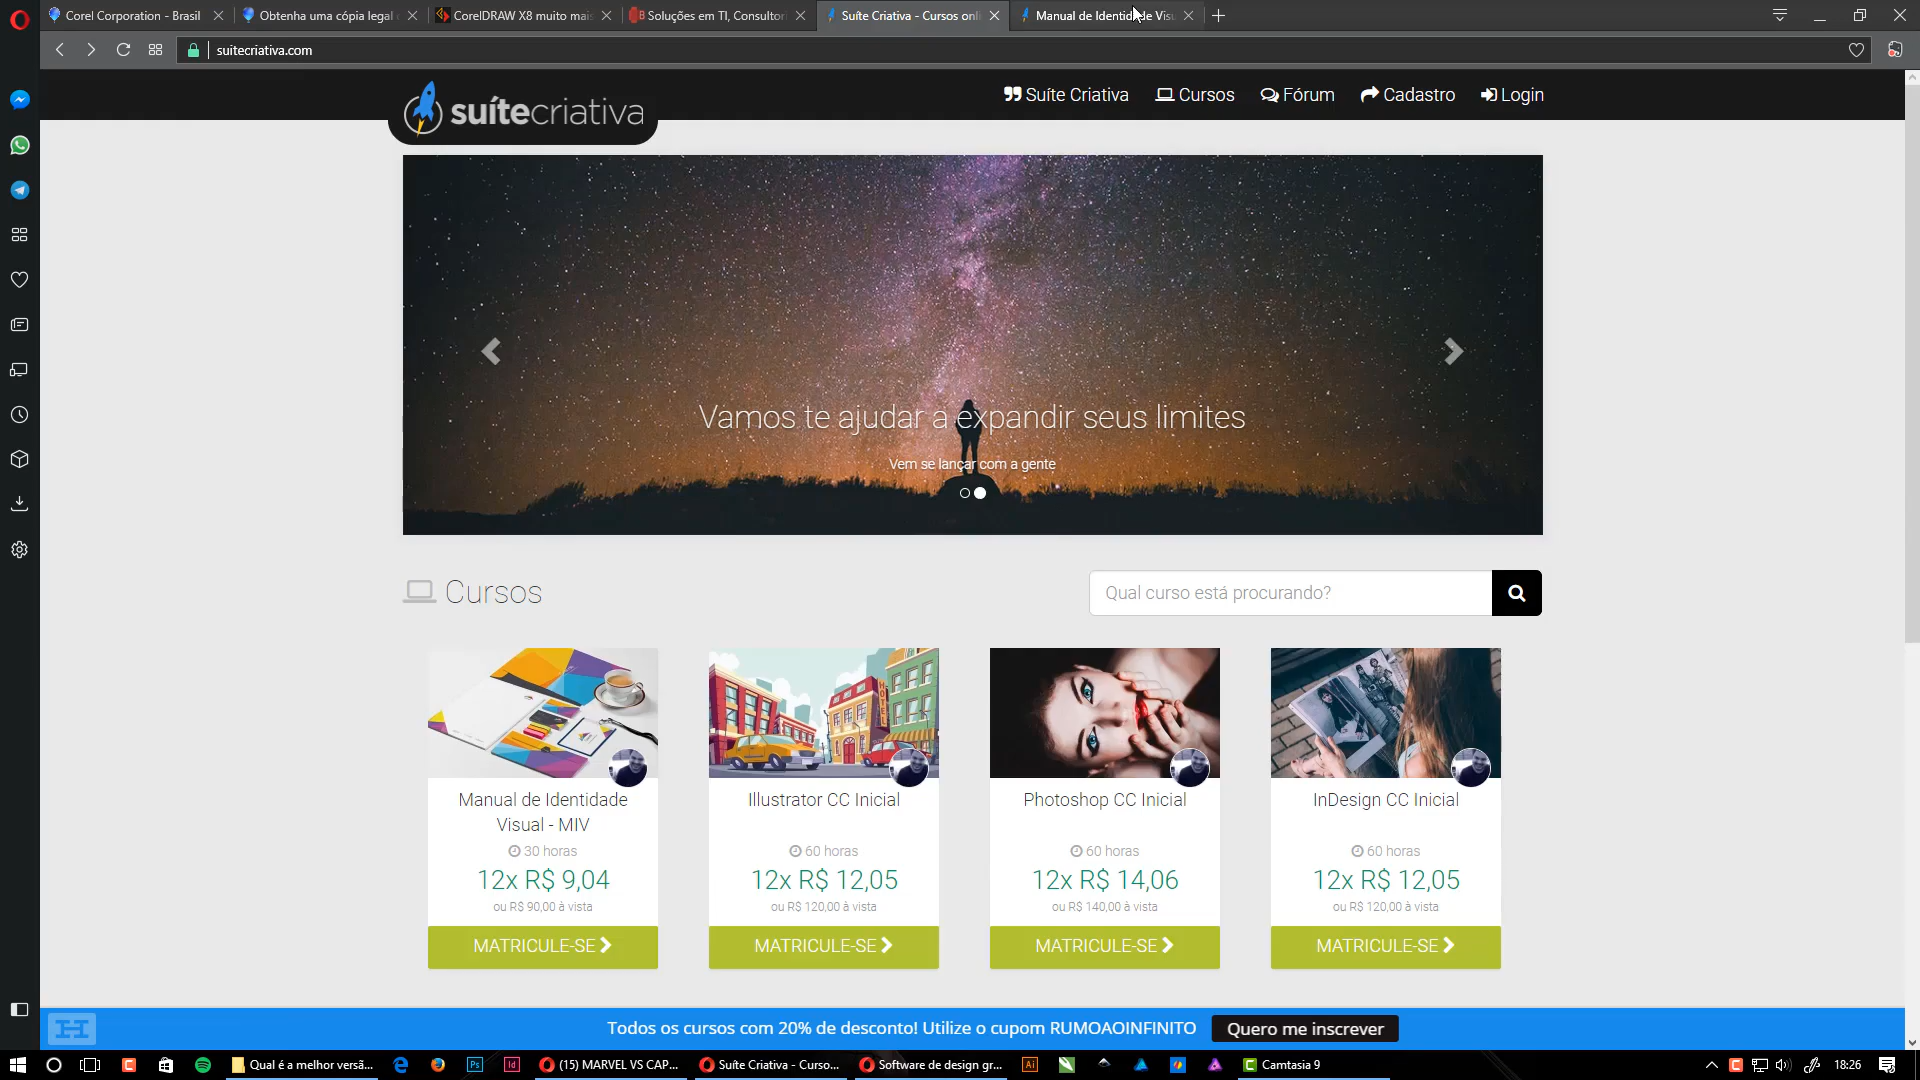 Corel Corporation - Brasil
Obtenha uma cópia legal
CorelDRAW X8 muito mais
Soluções em TI, Consultori
Suíte Criativa - Cursos onl
Manual de Identidade Visu
suitecriativa.com
suítecriativa
Suíte Criativa
Cursos
Fórum
Cadastro
Login
Vamos te ajudar a expandir seus limites
Vem se lançar com a gente
Cursos
Qual curso está procurando?
HOTEL
Manual de Identidade
Visual - MIV
30 horas
12x R$ 9,04
ou R$ 90,00 à vista
MATRICULE-SE
Illustrator CC Inicial
60 horas
12x R$ 12,05
ou R$ 120,00 à vista
MATRICULE-SE
Photoshop CC Inicial
60 horas
12x R$ 14,06
ou R$ 140,00 à vista
MATRICULE-SE
InDesign CC Inicial
60 horas
12x R$ 12,05
ou R$ 120,00 à vista
MATRICULE-SE
Todos os cursos com 20% de desconto! Utilize o cupom RUMOAOINFINITO
Quero me inscrever
Qual é a melhor versã...
Ps
Id
(15) MARVEL VS CAP...
Suíte Criativa - Curso...
Software de design gr...
Ai
Camtasia 9
18:26